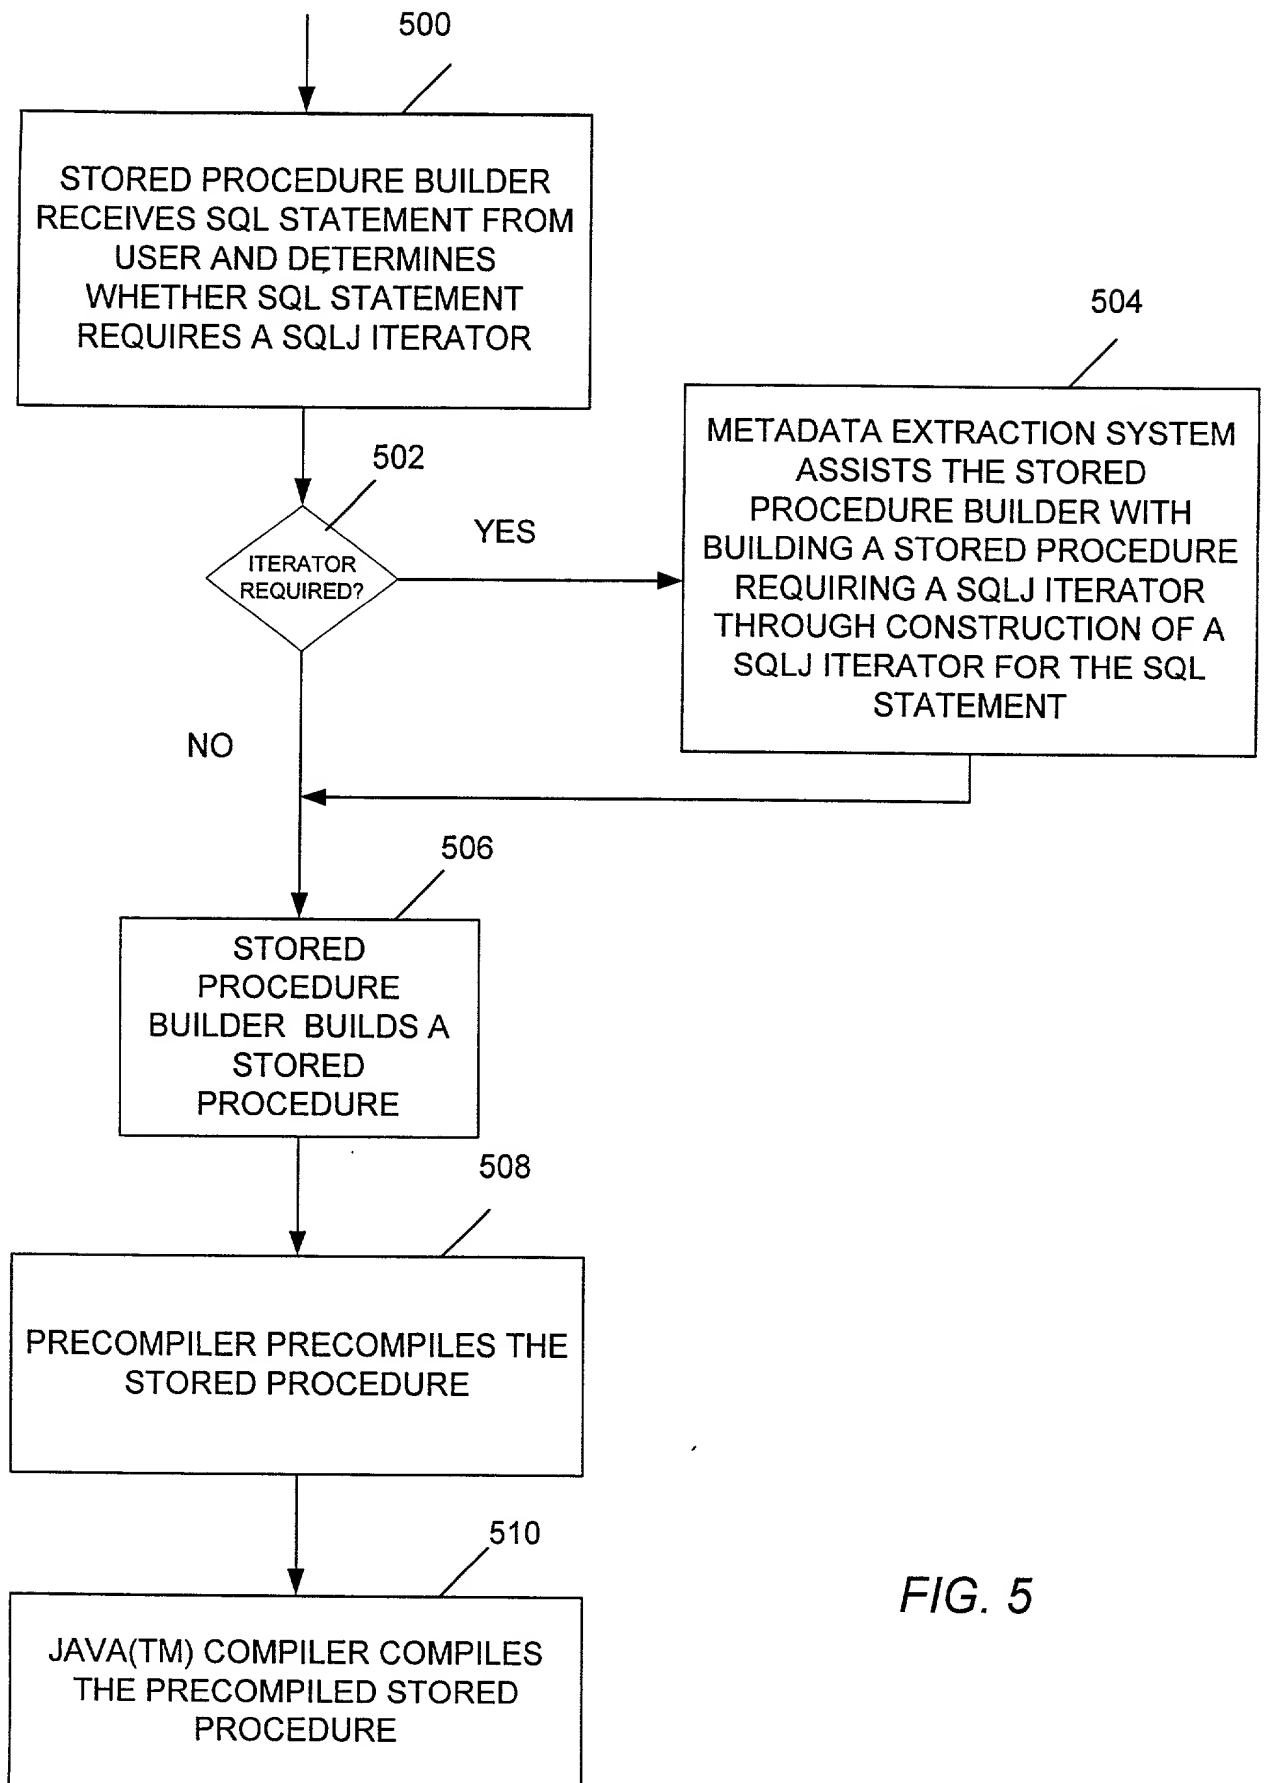 500
STORED PROCEDURE BUILDER
RECEIVES SQL STATEMENT FROM
USER AND DETERMINES
WHETHER SQL STATEMENT
REQUIRES A SQLJ ITERATOR
504
METADATA EXTRACTION SYSTEM
ASSISTS THE STORED
PROCEDURE BUILDER WITH
BUILDING A STORED PROCEDURE
REQUIRING A SQLJ ITERATOR
THROUGH CONSTRUCTION OF A
SQLJ ITERATOR FOR THE SQL
STATEMENT
502
YES
ITERATOR
REQUIRED?
NO
506
STORED
PROCEDURE
BUILDER BUILDS A
STORED
PROCEDURE
508
PRECOMPILER PRECOMPILES THE
STORED PROCEDURE
510
JAVA(TM) COMPILER COMPILES
THE PRECOMPILED STORED
PROCEDURE
FIG. 5